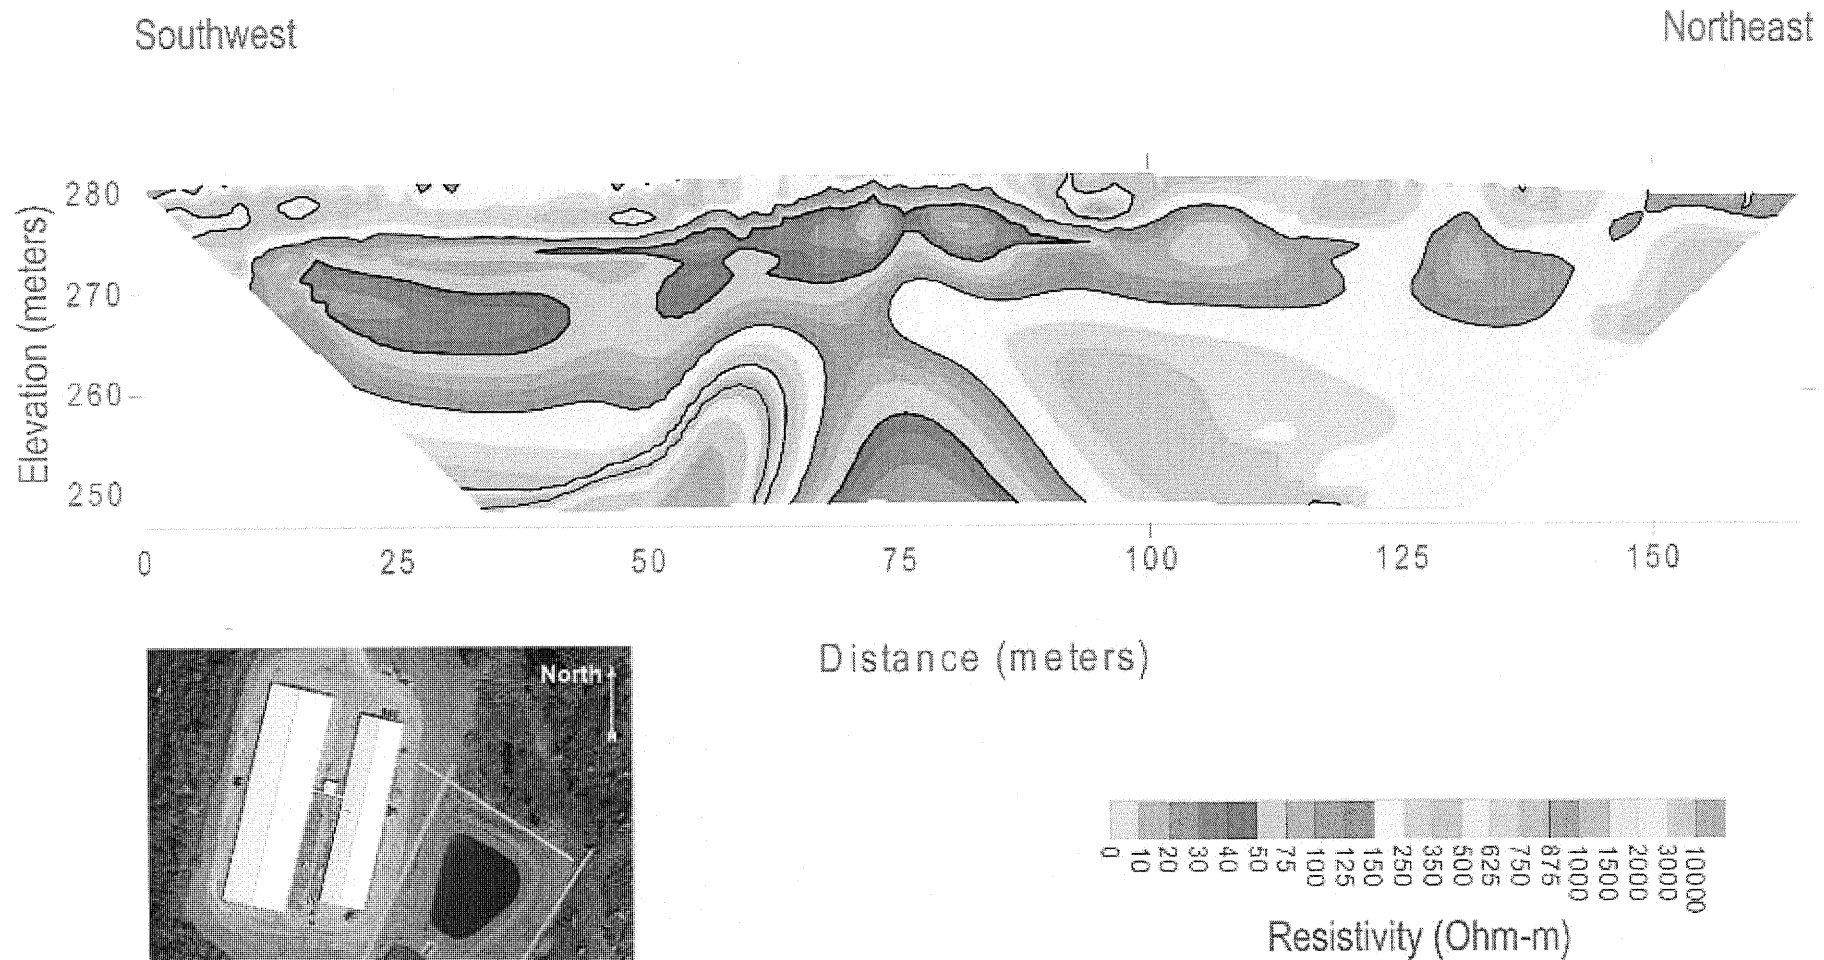 Southwest
Northeast
Elevation (meters)
280
270
260
250
0 25 50 75 100 125 150
Distance (meters)
North
0 10 20 30 40 50 75 100 125 150 250 350 500 625 750 875 1000 1500 2000 3000 10000
Resistivity (Ohm-m)